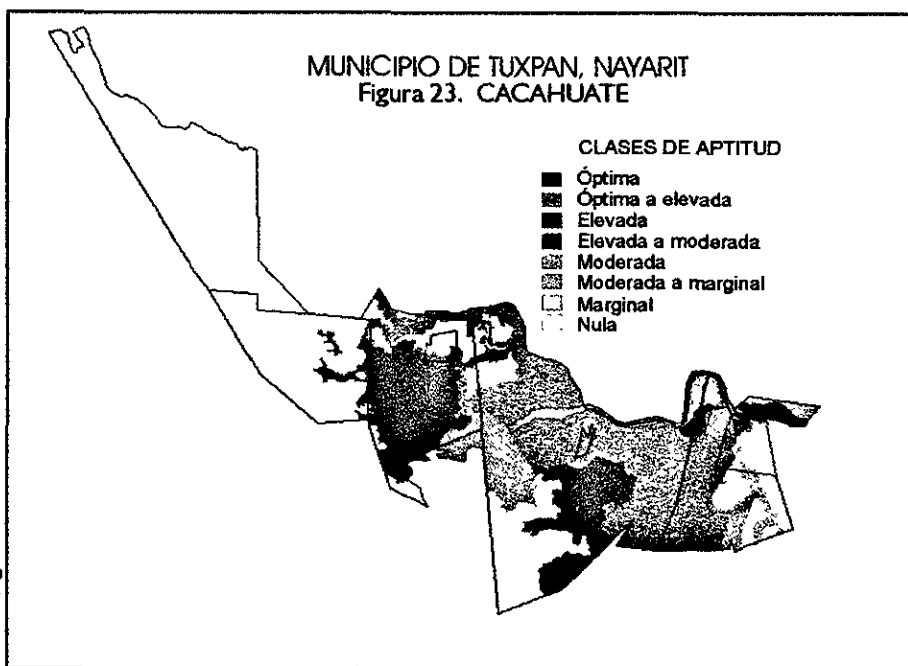 MUNICIPIO DE TUXPAN, NAYARIT
Figura 23. CACAHUATE
CLASES DE APTITUD
Óptima
Óptima a elevada
Elevada
Elevada a moderada
Moderada
Moderada a marginal
Marginal
Nula